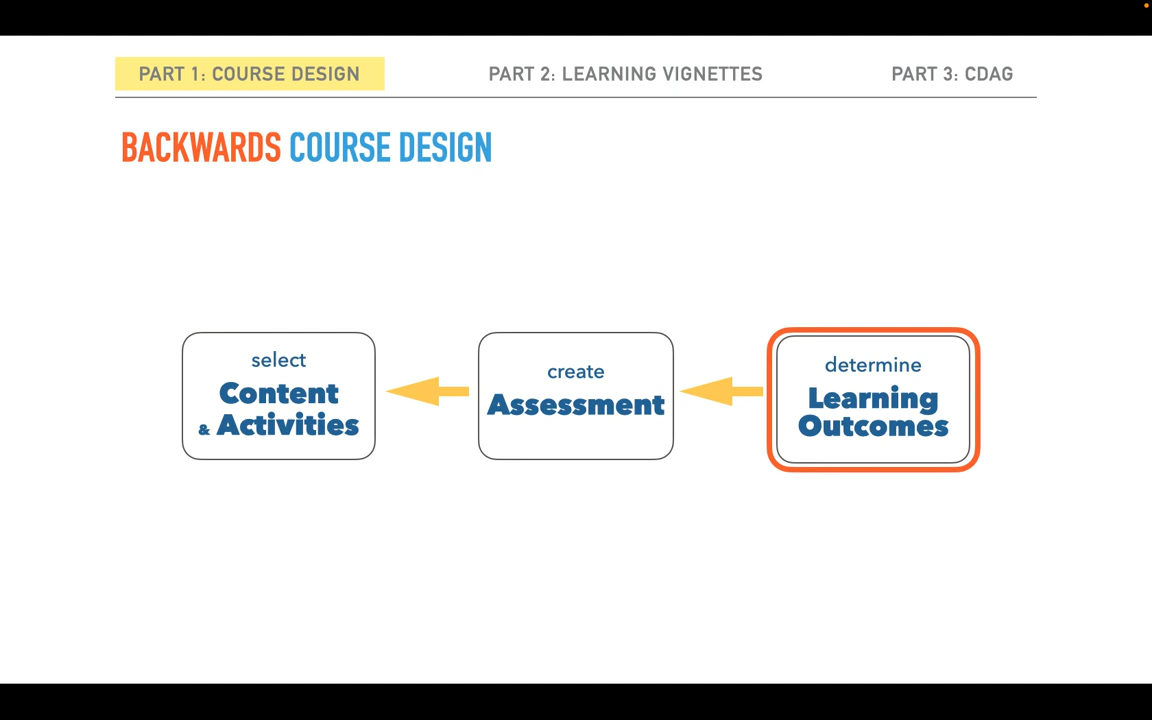 PART 1: COURSE DESIGN
PART 2: LEARNING VIGNETTES
PART 3: CDAG
BACKWARDS COURSE DESIGN
select
Content
& Activities
create
Assessment
determine
Learning
Outcomes